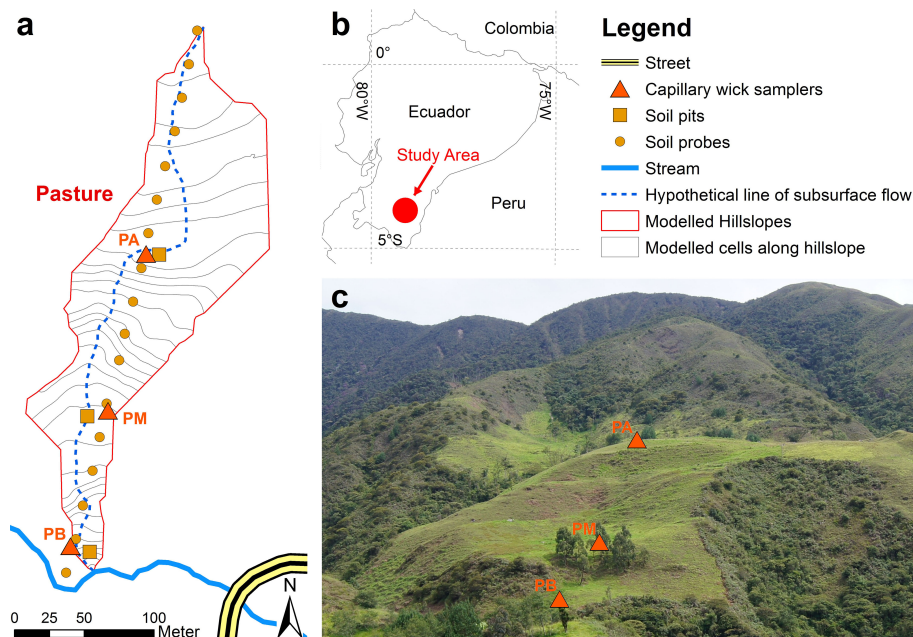 a
Pasture
PA
PM
PB
0 25 50 100
Meter
N
b
Colombia
0°
80°W
75°W
Ecuador
Study Area
Peru
5°S
Legend
Street
Capillary wick samplers
Soil pits
Soil probes
Stream
Hypothetical line of subsurface flow
Modelled Hillslopes
Modelled cells along hillslope
c
PA
PM
PB